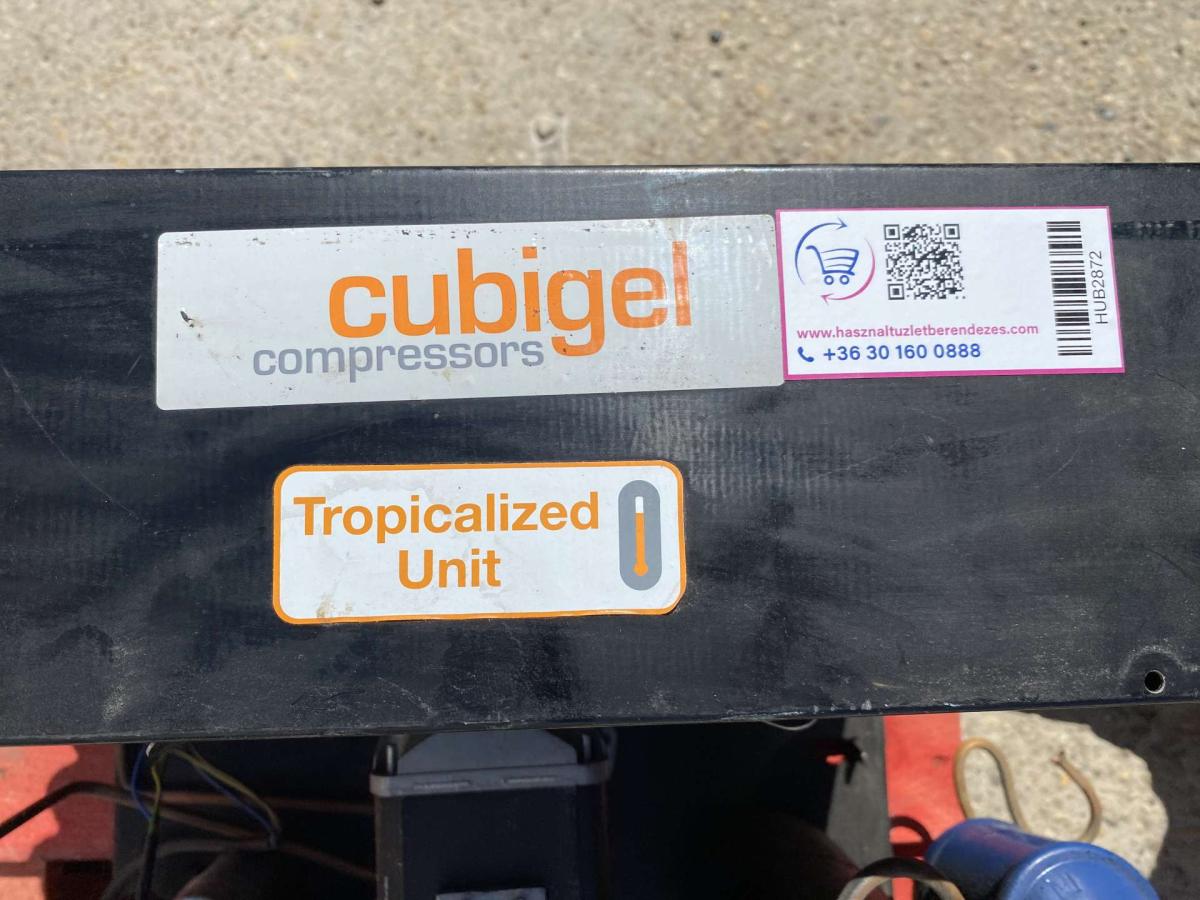 cubigel
compressors
www.hasznaltuzletberendezes.com
+36 30 160 0888
HUB2872
Tropicalized
Unit